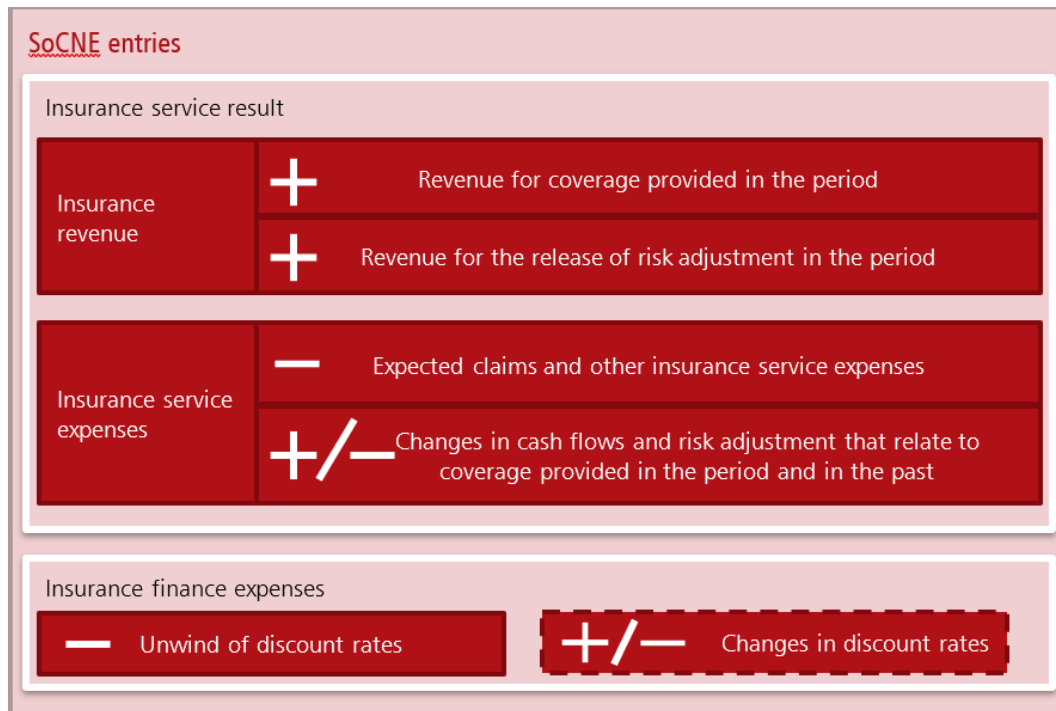 SoCNE entries
Insurance service result
Insurance
revenue
+ Revenue for coverage provided in the period
+ Revenue for the release of risk adjustment in the period
Insurance service
expenses
− Expected claims and other insurance service expenses
+/− Changes in cash flows and risk adjustment that relate to
coverage provided in the period and in the past
Insurance finance expenses
− Unwind of discount rates
+/− Changes in discount rates